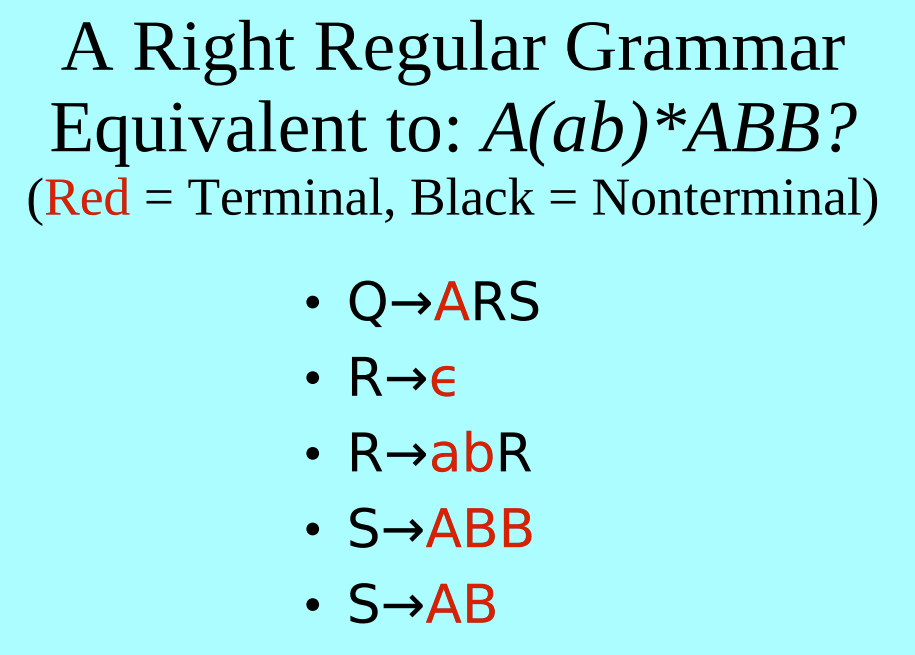 A Right Regular Grammar
Equivalent to: A(ab)*ABB?
(Red = Terminal, Black = Nonterminal)
• Q→ARS
• R→ϵ
• R→abR
• S→ABB
• S→AB